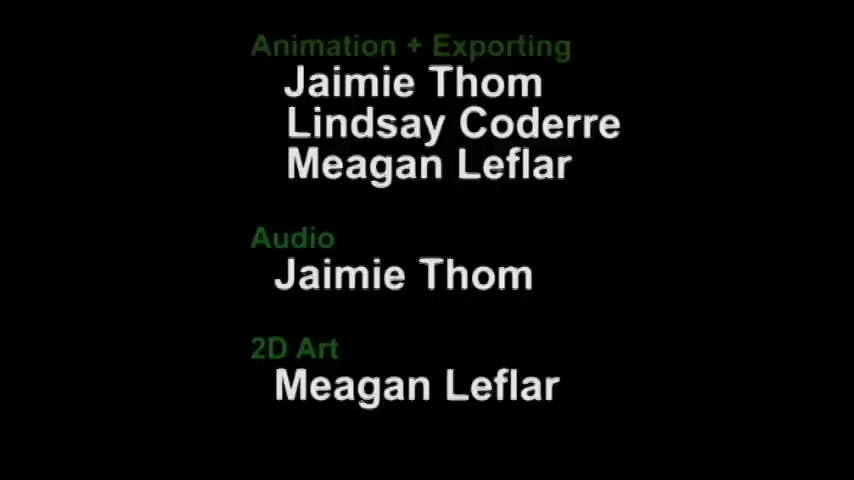 Animation + Exporting
Jaimie Thom
Lindsay Coderre
Meagan Leflar
Audio
Jaimie Thom
2D Art
Meagan Leflar